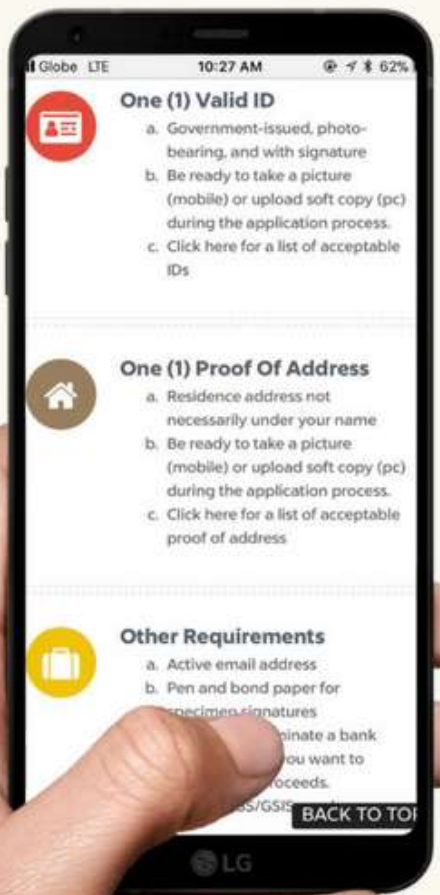 Globe LTE 10:27 AM 62%
One (1) Valid ID
a. Government-issued, photo-
bearing, and with signature
b. Be ready to take a picture
(mobile) or upload soft copy (pc)
during the application process.
c. Click here for a list of acceptable
IDs
One (1) Proof Of Address
a. Residence address not
necessarily under your name
b. Be ready to take a picture
(mobile) or upload soft copy (pc)
during the application process.
c. Click here for a list of acceptable
proof of address
Other Requirements
a. Active email address
b. Pen and bond paper for
specimen signatures
a bank
you want to
roceeds.
SS/GSIS
BACK TO TOP
LG